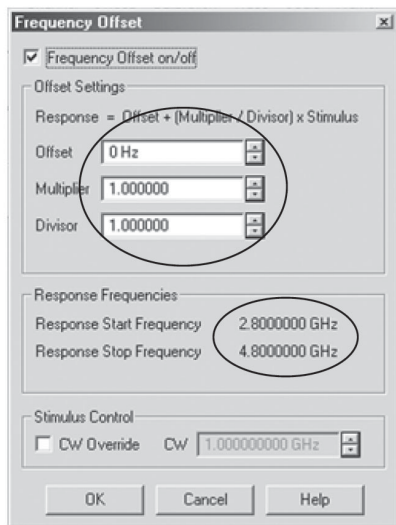 Frequency Offset
Frequency Offset on/off
Offset Settings
Response = Offset + (Multiplier / Divisor) x Stimulus
Offset 0 Hz
Multiplier 1.000000
Divisor 1.000000
Response Frequencies
Response Start Frequency 2.8000000 GHz
Response Stop Frequency 4.8000000 GHz
Stimulus Control
CW Override CW 1.000000000 GHz
OK Cancel Help